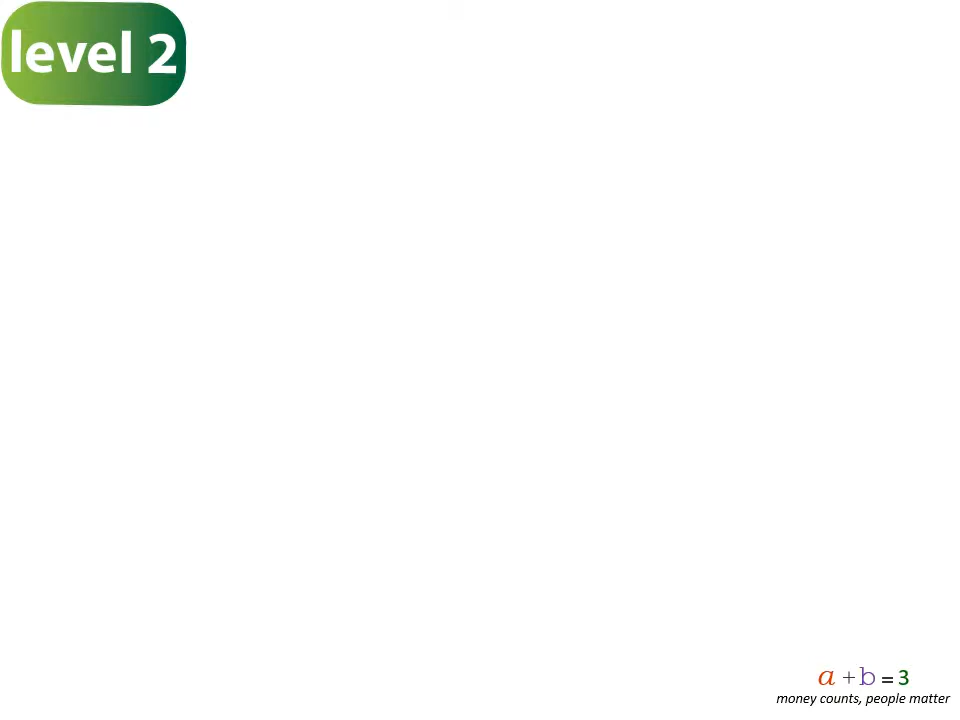 level 2
a + b = 3
money counts, people matter